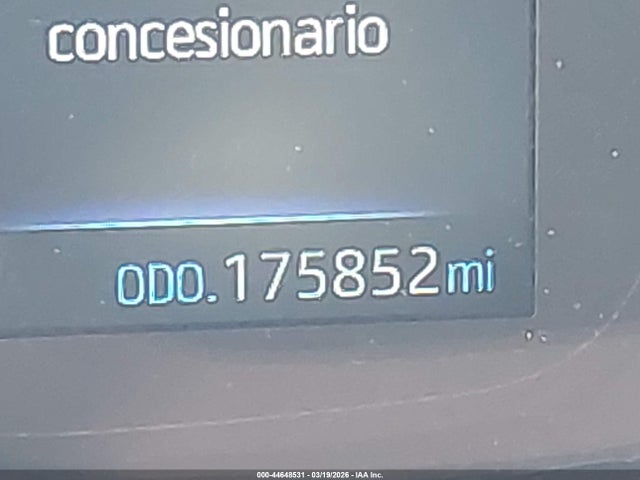 concesionario
ODO.175852mi
000-44648531 - 03/19/2026 - IAA Inc.